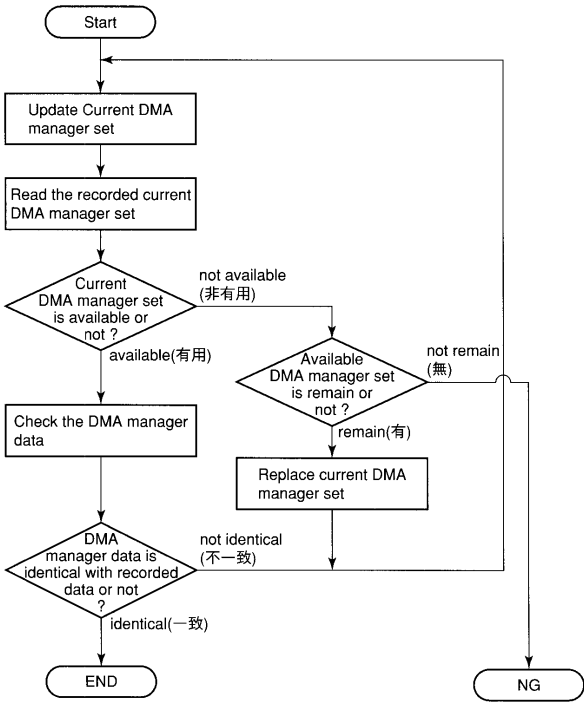 Start
Update Current DMA
manager set
Read the recorded current
DMA manager set
Current
DMA manager set
is available or
not ?
not available
(非有用)
available(有用)
Available
DMA manager set
is remain or
not ?
not remain
(無)
remain(有)
Check the DMA manager
data
Replace current DMA
manager set
DMA
manager data is
identical with recorded
data or not
?
not identical
(不一致)
identical(一致)
END
NG